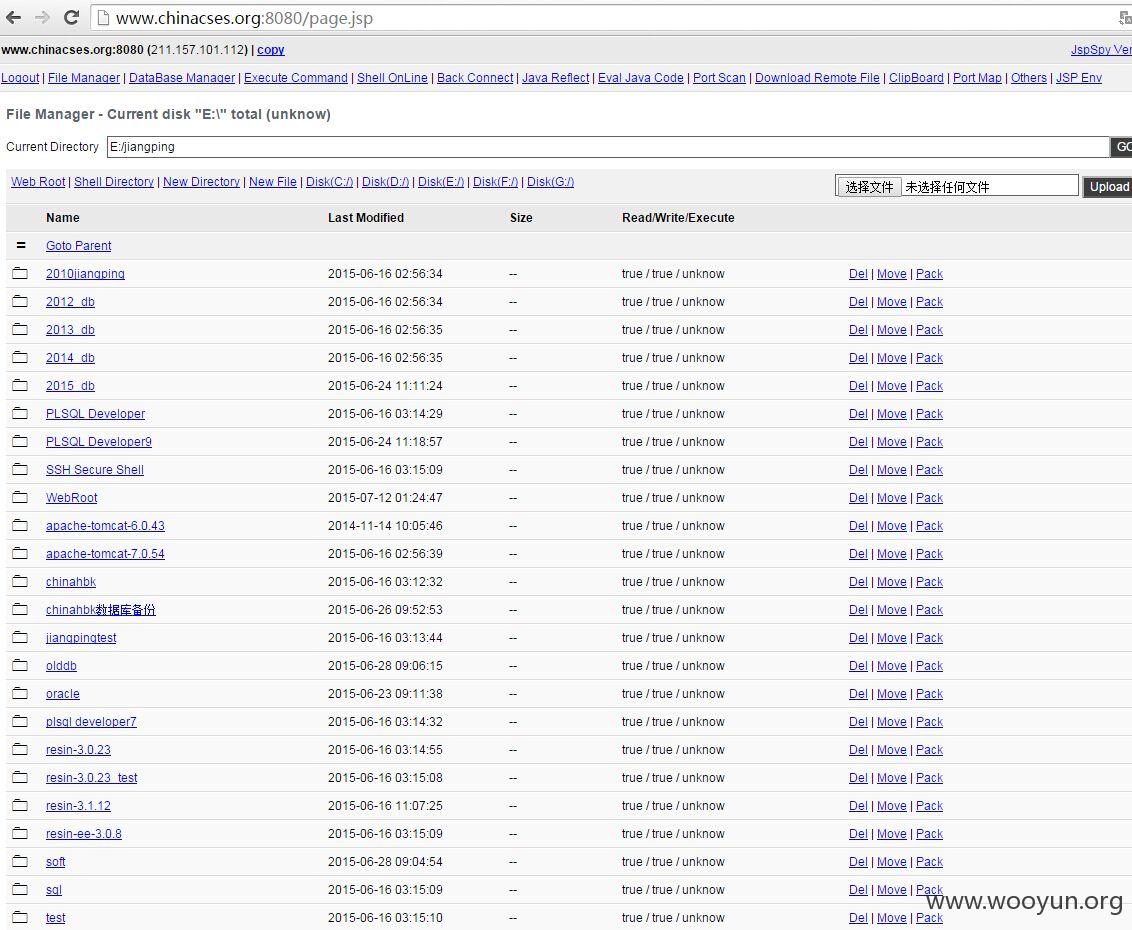 www.chinacses.org:8080/page.jsp
www.chinacses.org:8080 (211.157.101.112) | copy JspSpy Ver
Logout | File Manager | DataBase Manager | Execute Command | Shell OnLine | Back Connect | Java Reflect | Eval Java Code | Port Scan | Download Remote File | ClipBoard | Port Map | Others | JSP Env
File Manager - Current disk "E:\" total (unknow)
Current Directory E:/jiangping GO
Web Root | Shell Directory | New Directory | New File | Disk(C:/) | Disk(D:/) | Disk(E:/) | Disk(F:/) | Disk(G:/) 选择文件 未选择任何文件 Upload
Name Last Modified Size Read/Write/Execute
= Goto Parent
2010jiangping 2015-06-16 02:56:34 -- true / true / unknow Del | Move | Pack
2012_db 2015-06-16 02:56:34 -- true / true / unknow Del | Move | Pack
2013_db 2015-06-16 02:56:35 -- true / true / unknow Del | Move | Pack
2014_db 2015-06-16 02:56:35 -- true / true / unknow Del | Move | Pack
2015_db 2015-06-24 11:11:24 -- true / true / unknow Del | Move | Pack
PLSQL Developer 2015-06-16 03:14:29 -- true / true / unknow Del | Move | Pack
PLSQL Developer9 2015-06-24 11:18:57 -- true / true / unknow Del | Move | Pack
SSH Secure Shell 2015-06-16 03:15:09 -- true / true / unknow Del | Move | Pack
WebRoot 2015-07-12 01:24:47 -- true / true / unknow Del | Move | Pack
apache-tomcat-6.0.43 2014-11-14 10:05:46 -- true / true / unknow Del | Move | Pack
apache-tomcat-7.0.54 2015-06-16 02:56:39 -- true / true / unknow Del | Move | Pack
chinahbk 2015-06-16 03:12:32 -- true / true / unknow Del | Move | Pack
chinahbk数据库备份 2015-06-26 09:52:53 -- true / true / unknow Del | Move | Pack
jiangpingtest 2015-06-16 03:13:44 -- true / true / unknow Del | Move | Pack
olddb 2015-06-28 09:06:15 -- true / true / unknow Del | Move | Pack
oracle 2015-06-23 09:11:38 -- true / true / unknow Del | Move | Pack
plsql developer7 2015-06-16 03:14:32 -- true / true / unknow Del | Move | Pack
resin-3.0.23 2015-06-16 03:14:55 -- true / true / unknow Del | Move | Pack
resin-3.0.23_test 2015-06-16 03:15:08 -- true / true / unknow Del | Move | Pack
resin-3.1.12 2015-06-16 11:07:25 -- true / true / unknow Del | Move | Pack
resin-ee-3.0.8 2015-06-16 03:15:09 -- true / true / unknow Del | Move | Pack
soft 2015-06-28 09:04:54 -- true / true / unknow Del | Move | Pack
sql 2015-06-16 03:15:09 -- true / true / unknow Del | Move | Pack
www.wooyun.org
test 2015-06-16 03:15:10 -- true / true / unknow Del | Move | Pack